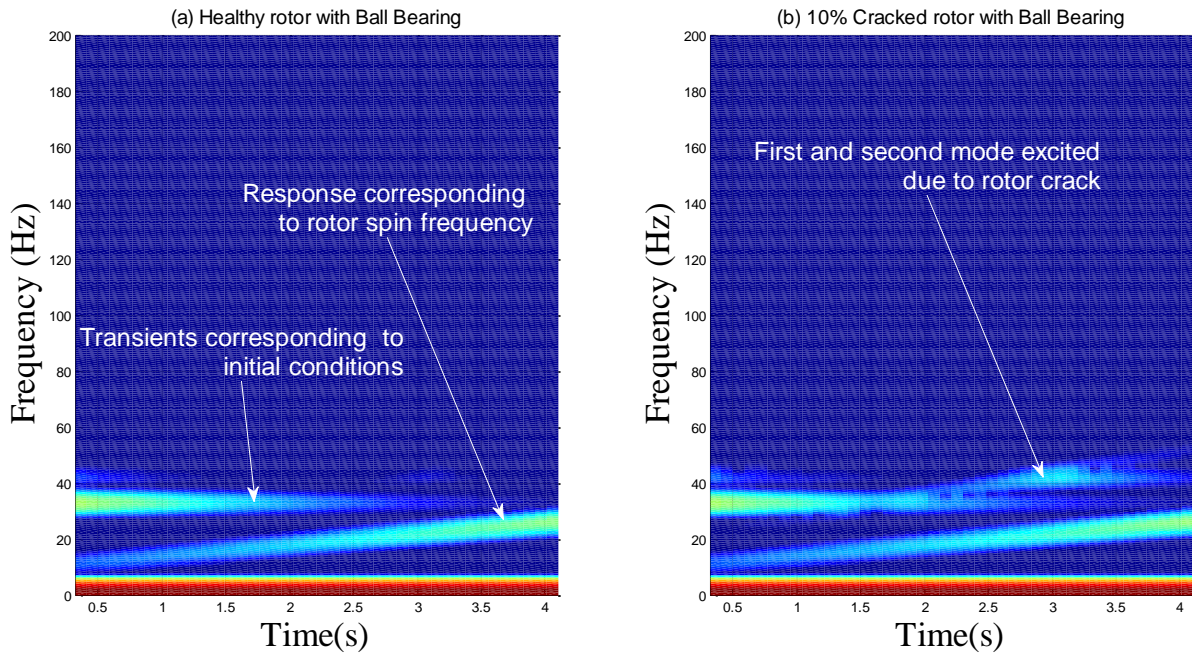 (a) Healthy rotor with Ball Bearing
200
180
160
140
120
100
80
60
40
20
0
Frequency (Hz)
Response corresponding
to rotor spin frequency
Transients corresponding to
initial conditions
0.5 1 1.5 2 2.5 3 3.5 4
Time(s)
(b) 10% Cracked rotor with Ball Bearing
200
180
160
140
120
100
80
60
40
20
0
Frequency (Hz)
First and second mode excited
due to rotor crack
0.5 1 1.5 2 2.5 3 3.5 4
Time(s)